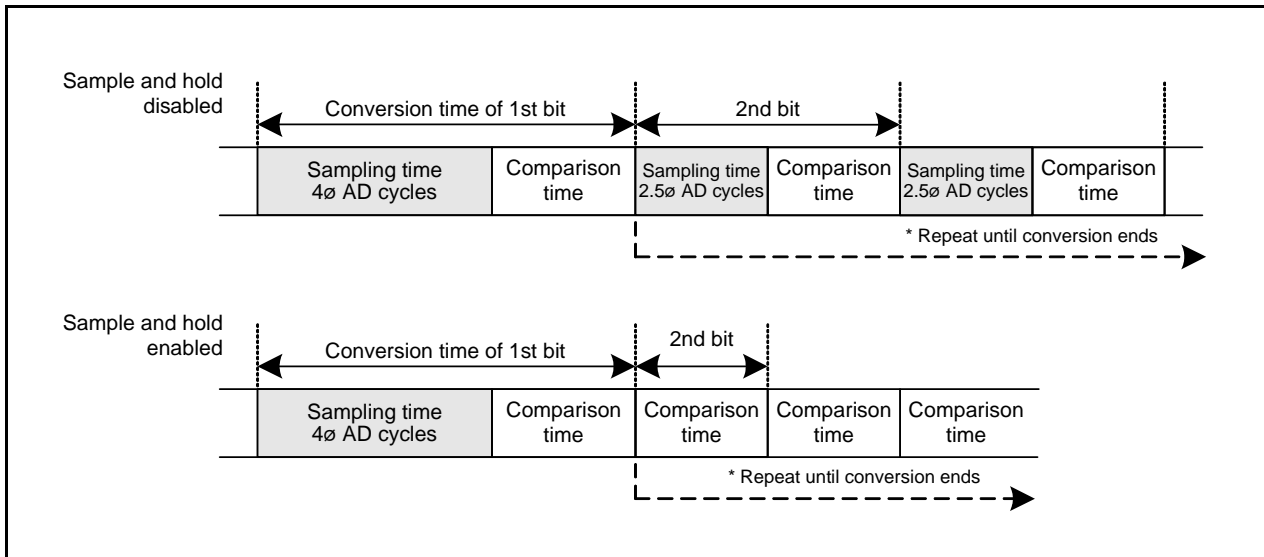 Sample and hold
disabled
Conversion time of 1st bit
2nd bit
Sampling time
4ø AD cycles
Comparison
time
Sampling time
2.5ø AD cycles
Comparison
time
Sampling time
2.5ø AD cycles
Comparison
time
* Repeat until conversion ends
Sample and hold
enabled
Conversion time of 1st bit
2nd bit
Sampling time
4ø AD cycles
Comparison
time
Comparison
time
Comparison
time
Comparison
time
* Repeat until conversion ends